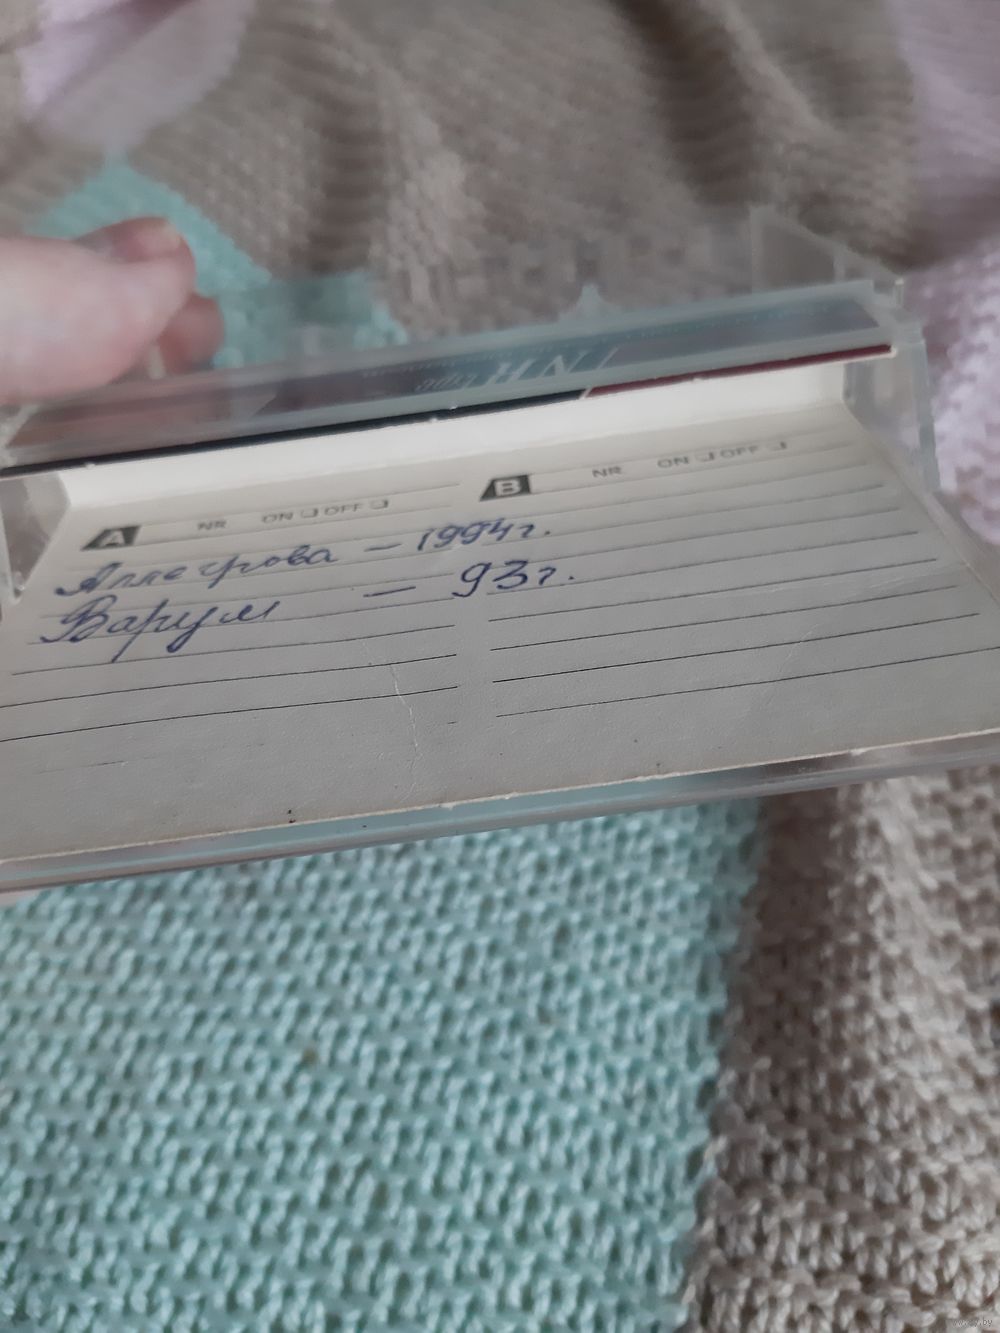 A NR ON OFF
B NR ON OFF
Аллегрова – 1994г.
Варум – 93г.